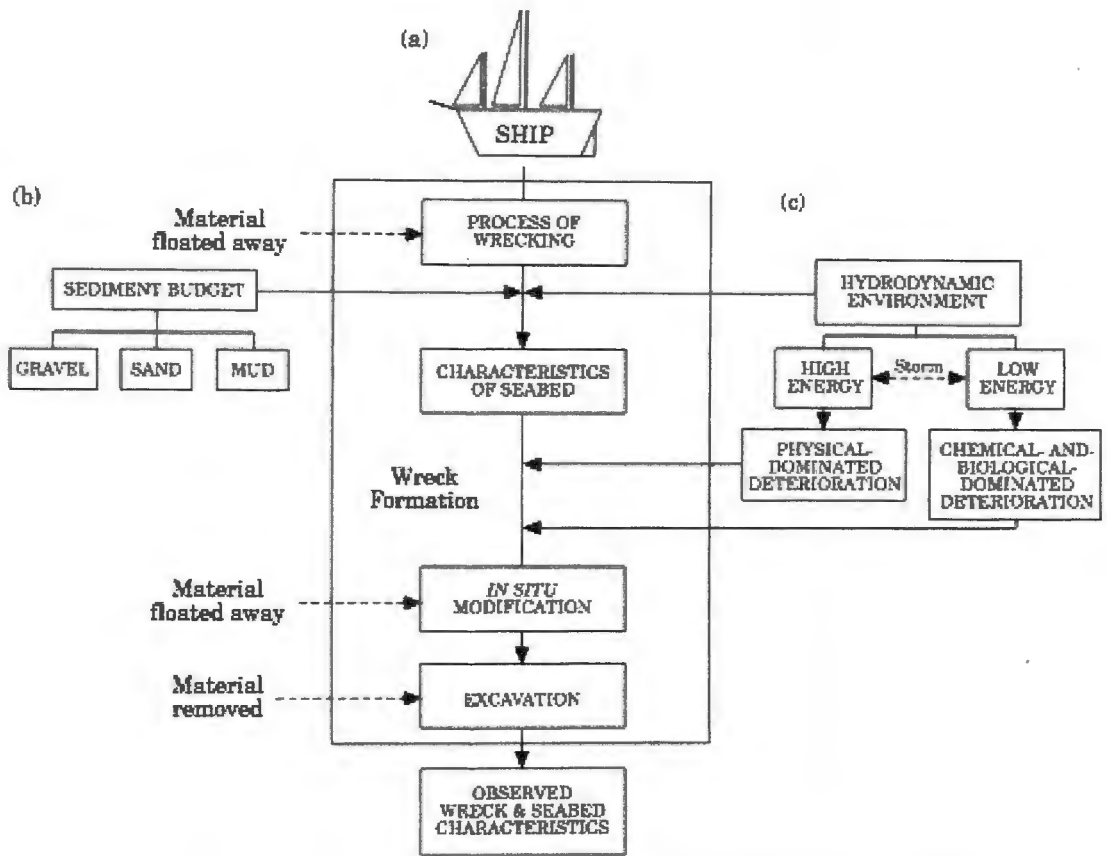 (a)
SHIP
(b)
Material
floated away
PROCESS OF
WRECKING
(c)
SEDIMENT BUDGET
HYDRODYNAMIC
ENVIRONMENT
GRAVEL
SAND
MUD
CHARACTERISTICS
OF SEABED
HIGH
ENERGY
Storm
LOW
ENERGY
PHYSICAL-
DOMINATED
DETERIORATION
CHEMICAL- AND-
BIOLOGICAL-
DOMINATED
DETERIORATION
Wreck
Formation
Material
floated away
IN SITU
MODIFICATION
Material
removed
EXCAVATION
OBSERVED
WRECK & SEABED
CHARACTERISTICS